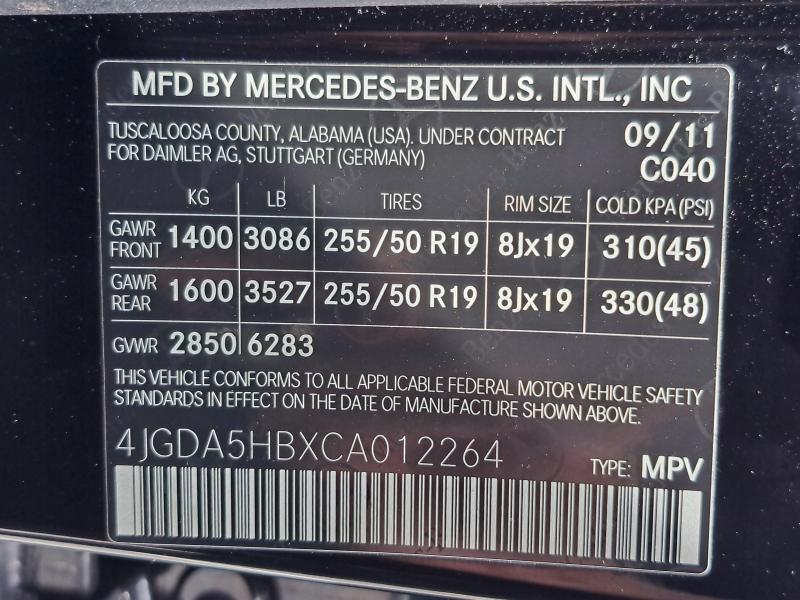 MFD BY MERCEDES-BENZ U.S. INTL., INC
TUSCALOOSA COUNTY, ALABAMA (USA). UNDER CONTRACT 09/11
FOR DAIMLER AG, STUTTGART (GERMANY) C040
KG LB TIRES RIM SIZE COLD KPA (PSI)
GAWR FRONT 1400 3086 255/50 R19 8Jx19 310(45)
GAWR REAR 1600 3527 255/50 R19 8Jx19 330(48)
GVWR 2850 6283
THIS VEHICLE CONFORMS TO ALL APPLICABLE FEDERAL MOTOR VEHICLE SAFETY
STANDARDS IN EFFECT ON THE DATE OF MANUFACTURE SHOWN ABOVE.
4JGDA5HBXCA012264 TYPE: MPV